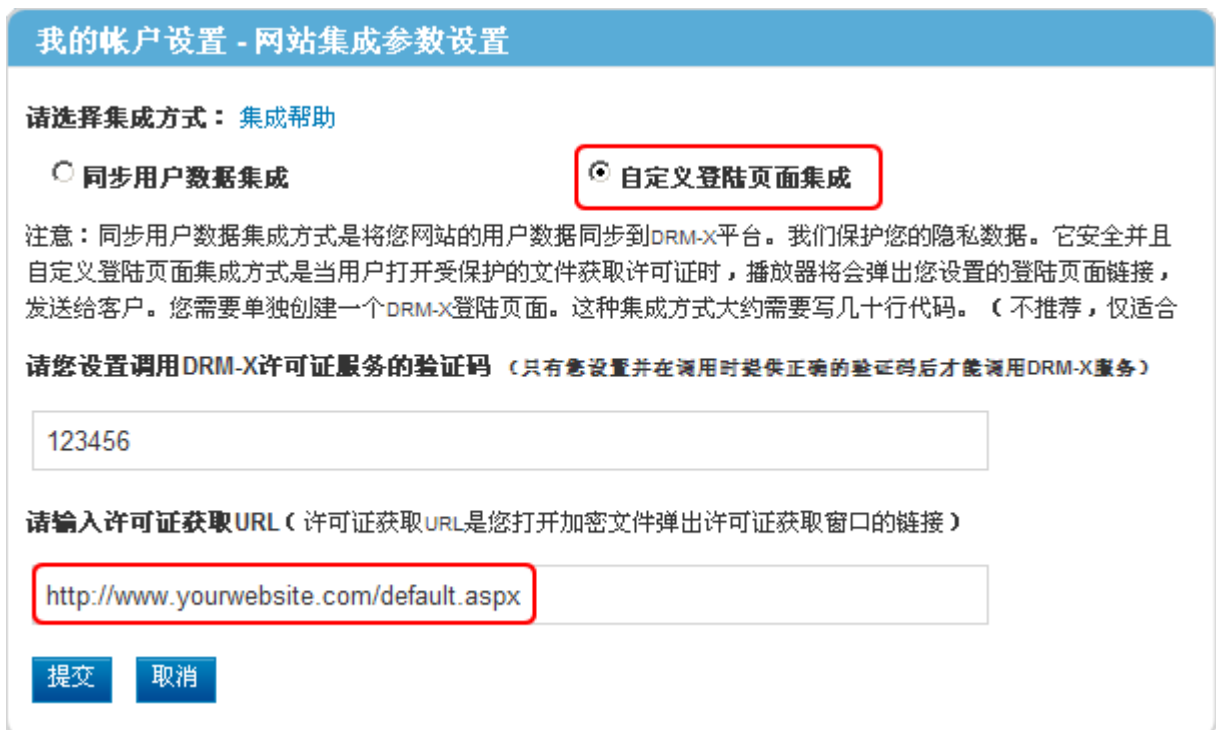 我的帐户设置 - 网站集成参数设置
请选择集成方式： 集成帮助
同步用户数据集成 自定义登陆页面集成
注意：同步用户数据集成方式是将您网站的用户数据同步到DRM-X平台。我们保护您的隐私数据。它安全并且
自定义登陆页面集成方式是当用户打开受保护的文件获取许可证时，播放器将会弹出您设置的登陆页面链接，
发送给客户。您需要单独创建一个DRM-X登陆页面。这种集成方式大约需要写几十行代码。（不推荐，仅适合
请您设置调用DRM-X许可证服务的验证码 （只有您设置并在调用时提供正确的验证码后才能调用DRM-X服务）
123456
请输入许可证获取URL（许可证获取URL是您打开加密文件弹出许可证获取窗口的链接）
http://www.yourwebsite.com/default.aspx
提交 取消